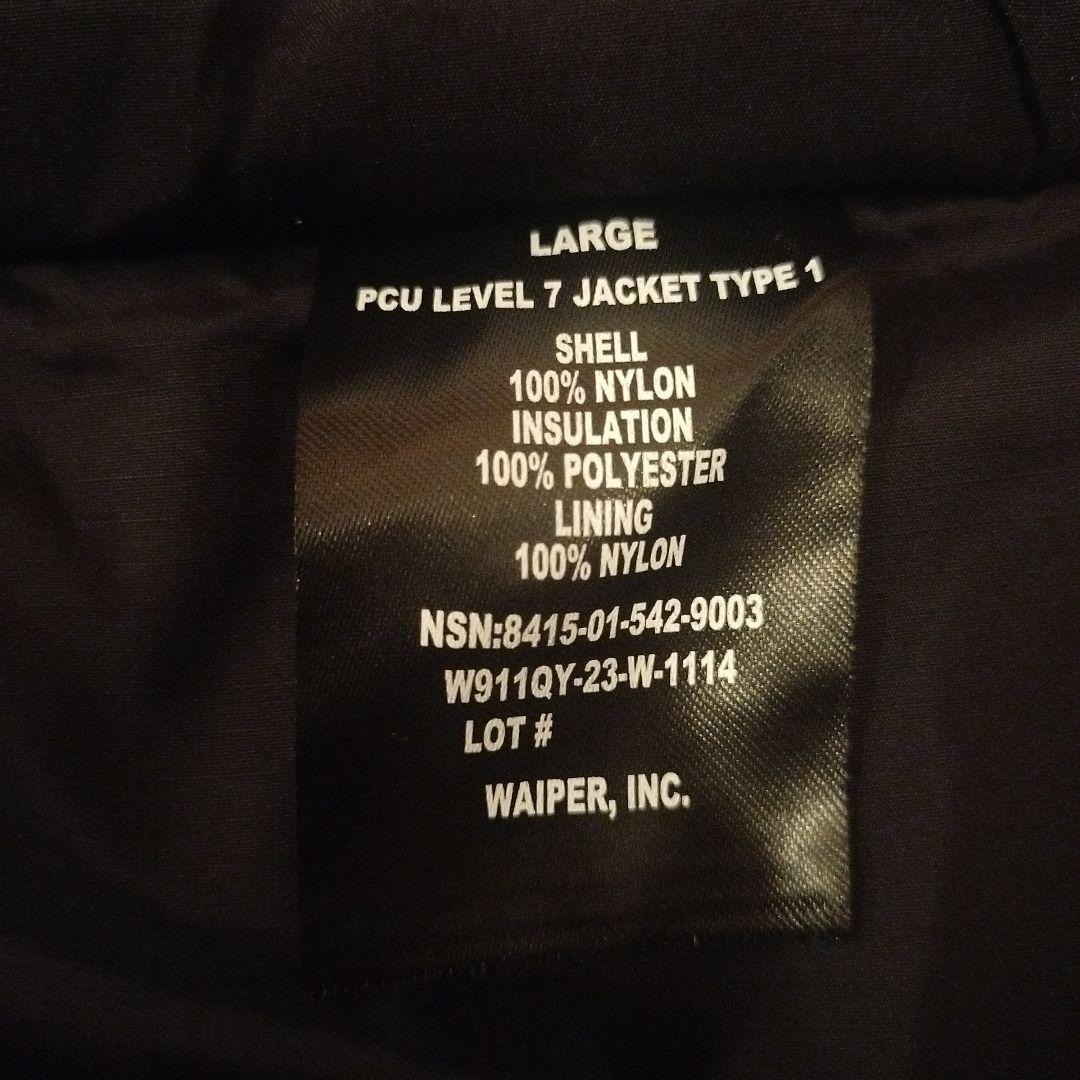 LARGE
PCU LEVEL 7 JACKET TYPE 1
SHELL
100% NYLON
INSULATION
100% POLYESTER
LINING
100% NYLON
NSN:8415-01-542-9003
W911QY-23-W-1114
LOT #
WAIPER, INC.